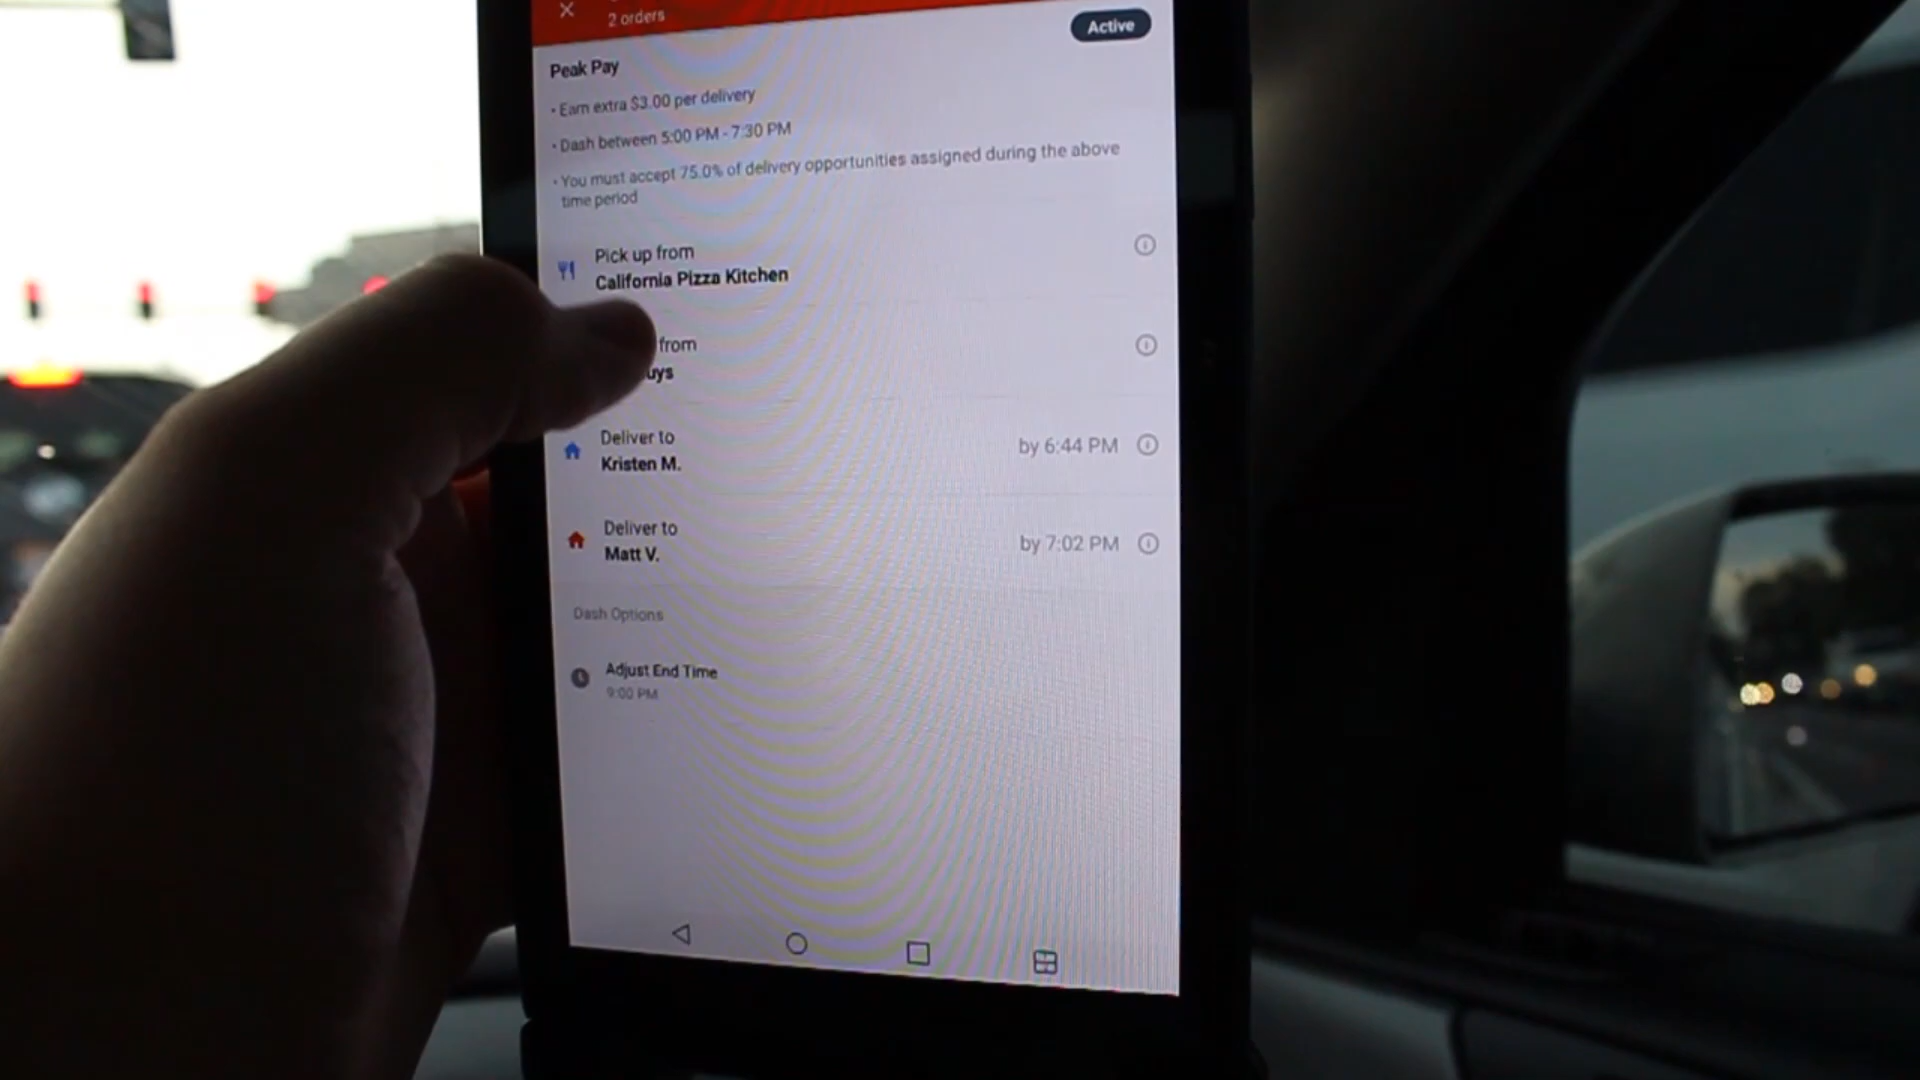 2 orders
Active
Peak Pay
• Earn extra $3.00 per delivery
• Dash between 5:00 PM - 7:30 PM
• You must accept 75.0% of delivery opportunities assigned during the above
time period
Pick up from
California Pizza Kitchen
from
uys
Deliver to
Kristen M.
by 6:44 PM
Deliver to
Matt V.
by 7:02 PM
Dash Options
Adjust End Time
9:00 PM